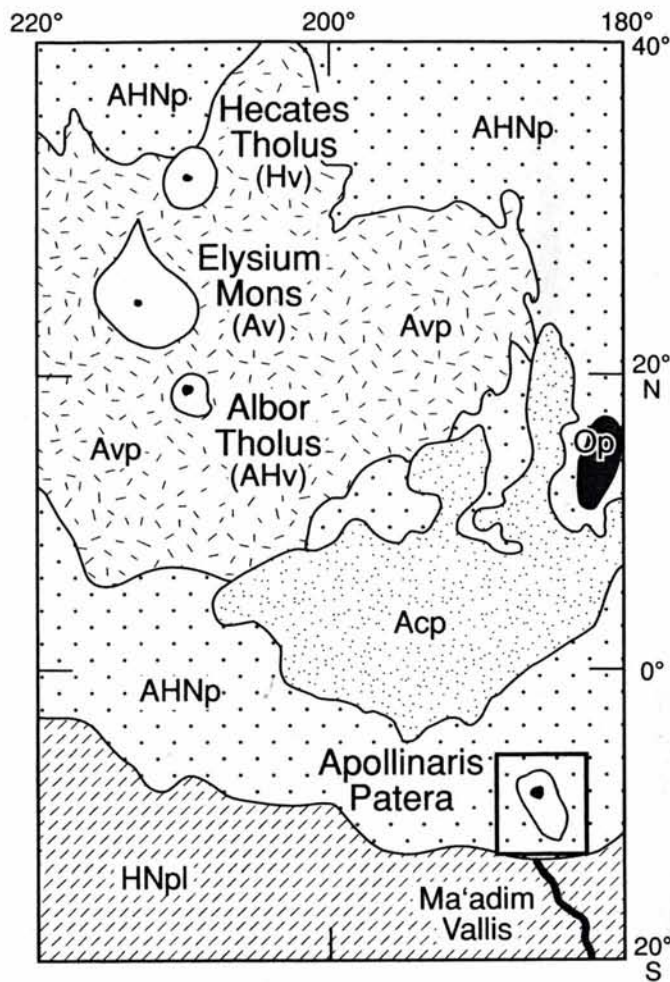 220° 200° 180°
40°
AHNp
Hecates
Tholus
(Hv)
AHNp
Elysium
Mons
(Av)
Avp
20°
N
Albor
Tholus
(AHv)
Avp
Op
Acp
0°
AHNp
Apollinaris
Patera
HNpl
Ma'adim
Vallis
20°
S